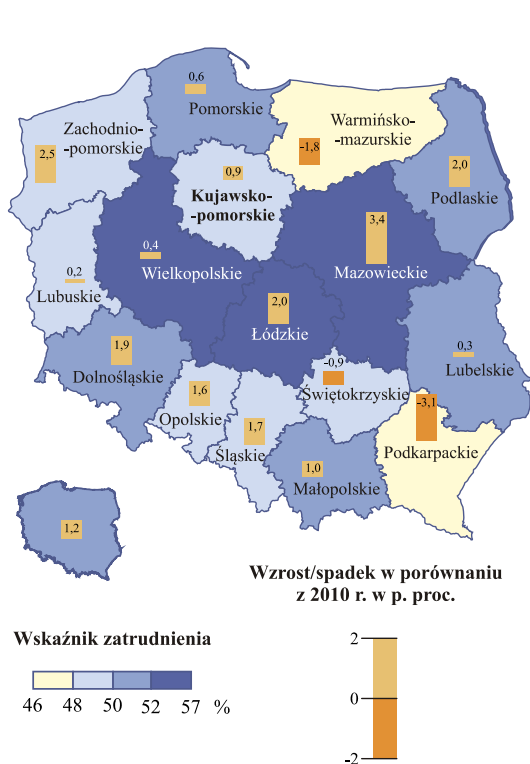 0,6
Pomorskie
Warmińsko-
-mazurskie
-1,8
Zachodnio-
-pomorskie
2,5
0,9
Kujawsko-
-pomorskie
2,0
Podlaskie
3,4
Mazowieckie
0,4
Wielkopolskie
0,2
Lubuskie
2,0
Łódzkie
1,9
Dolnośląskie
0,3
Lubelskie
-0,9
Świętokrzyskie
1,6
Opolskie
1,7
Śląskie
-3,1
Podkarpackie
1,0
Małopolskie
1,2
Wzrost/spadek w porównaniu
z 2010 r. w p. proc.
Wskaźnik zatrudnienia
46 48 50 52 57 %
2
0
-2